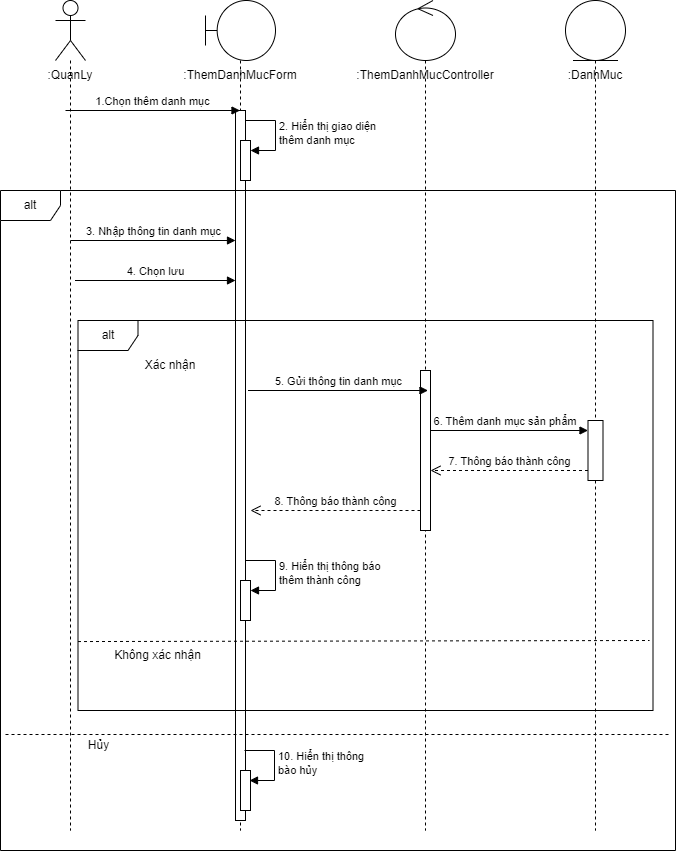 :QuanLy
:ThemDanhMucForm
:ThemDanhMucController
:DanhMuc
1.Chọn thêm danh mục
2. Hiển thị giao diện
thêm danh mục
alt
3. Nhập thông tin danh mục
4. Chọn lưu
alt
Xác nhận
5. Gửi thông tin danh mục
6. Thêm danh mục sản phẩm
7. Thông báo thành công
8. Thông báo thành công
9. Hiển thị thông báo
thêm thành công
Không xác nhận
Hủy
10. Hiển thị thông
bào hủy